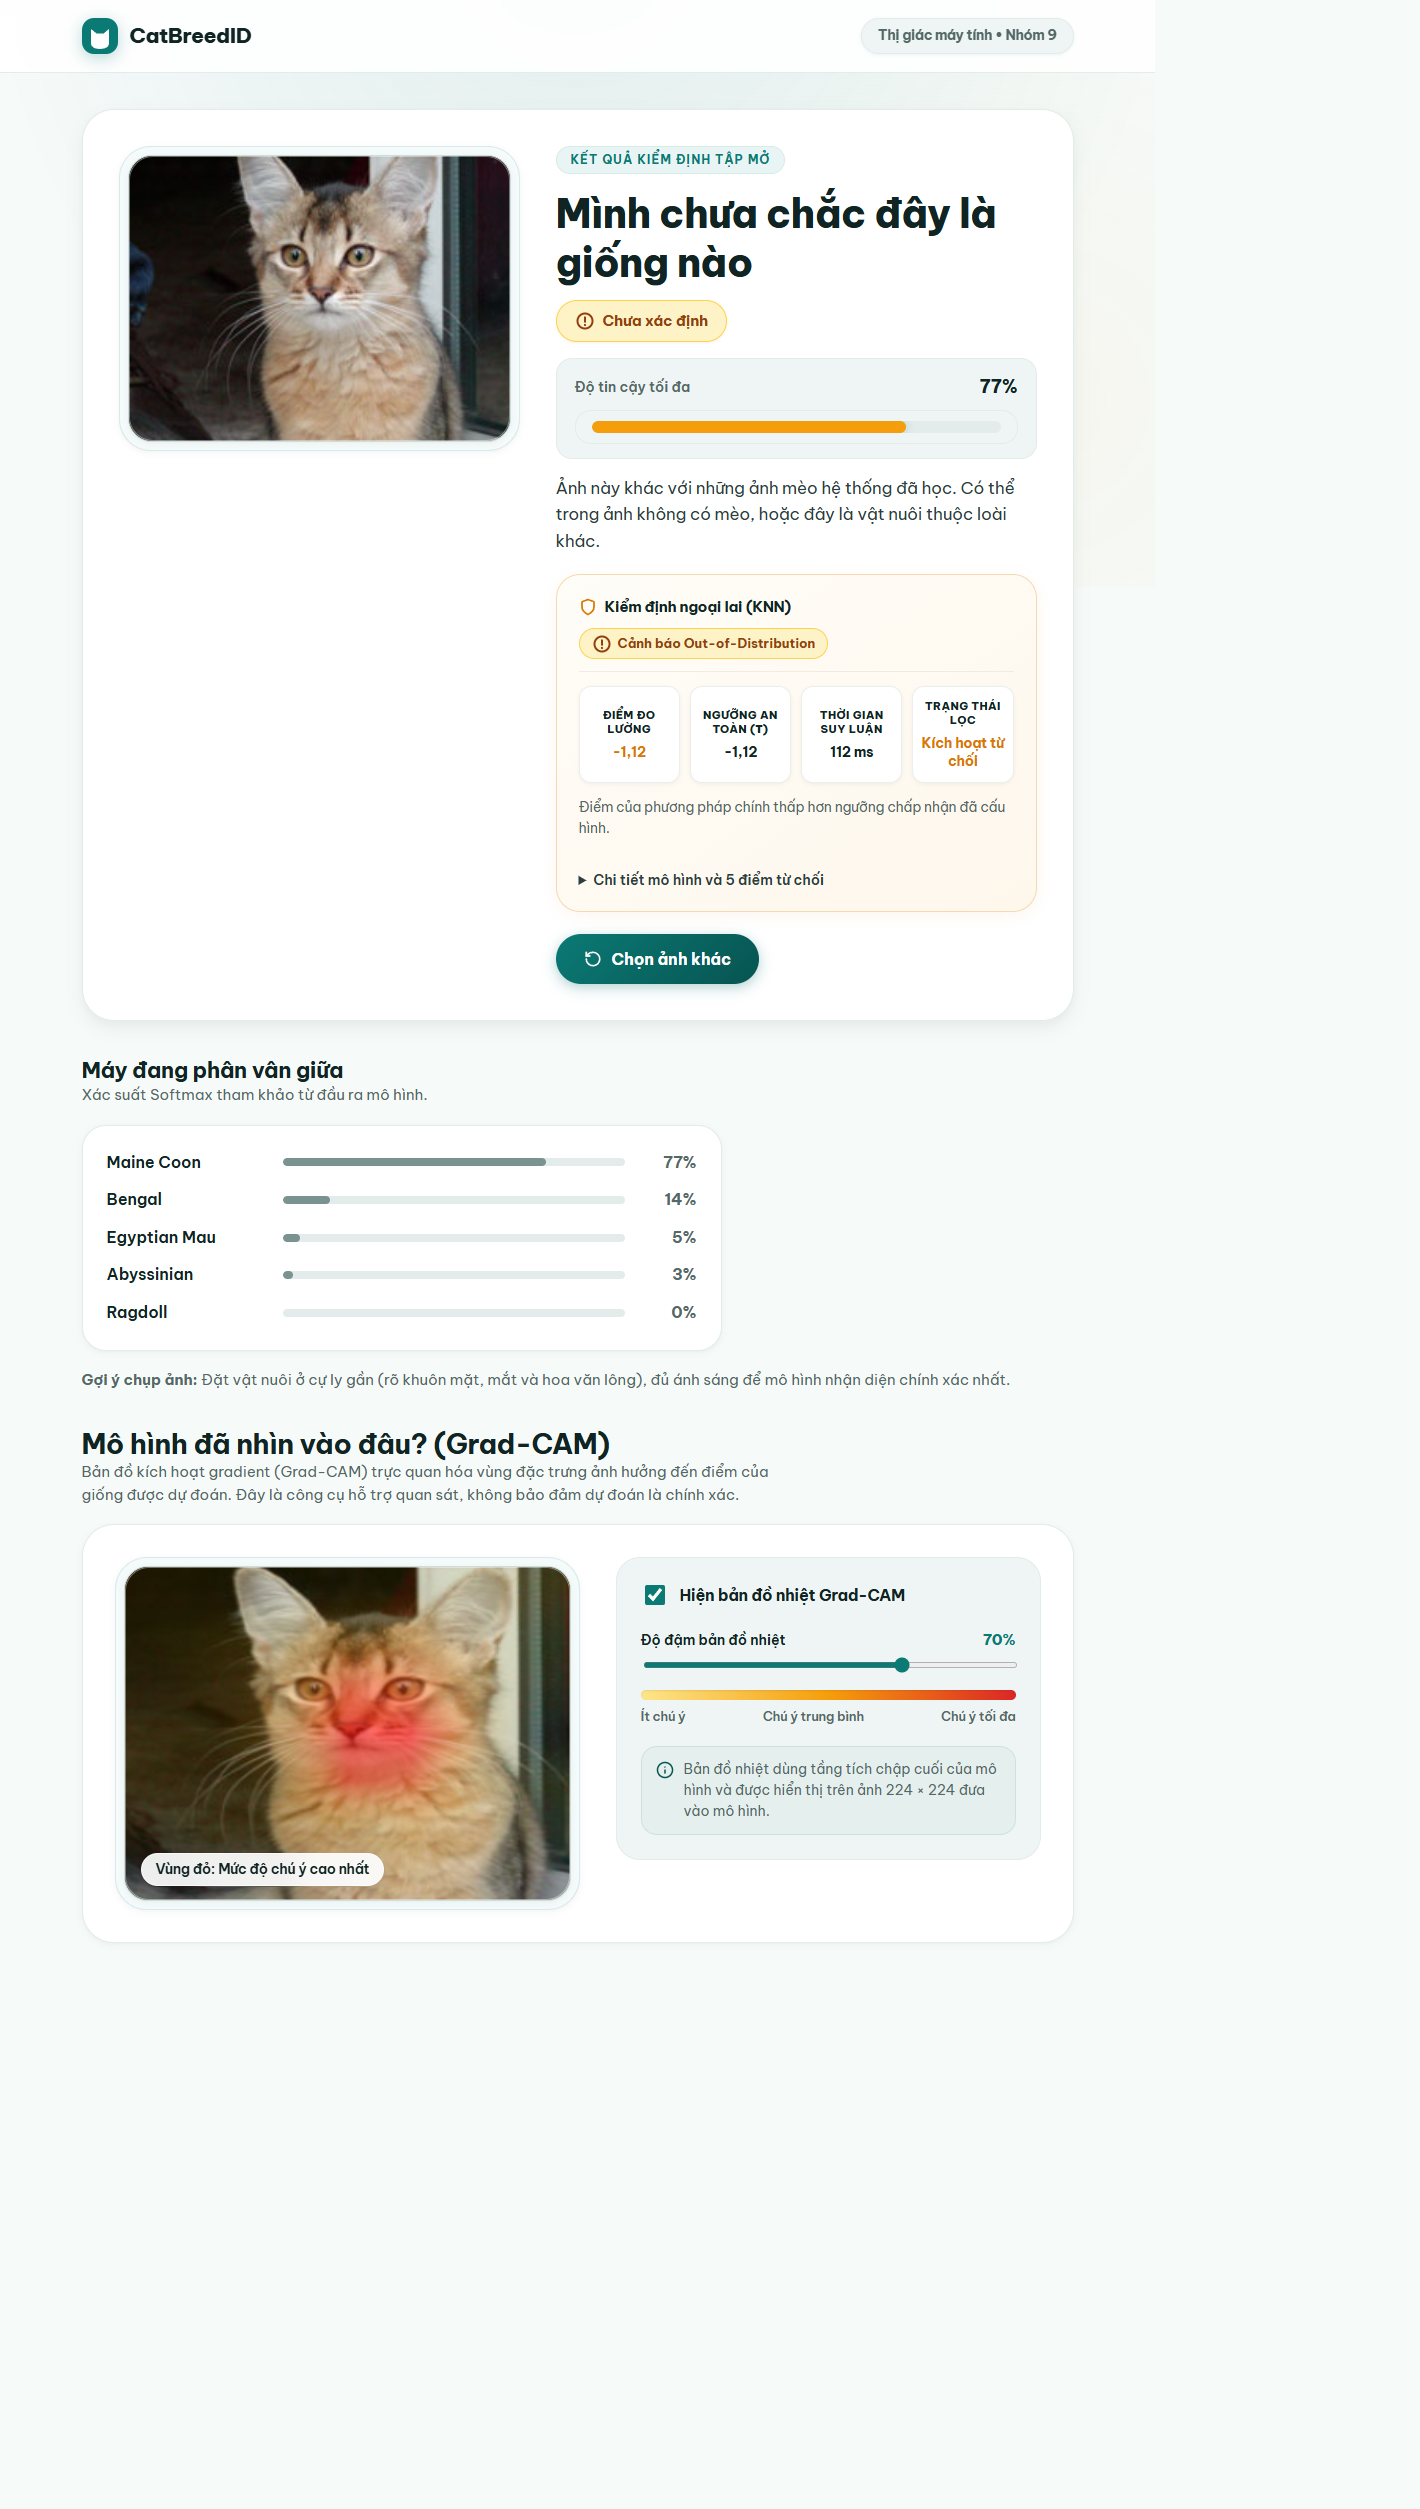 CatBreedID
Thị giác máy tính • Nhóm 9
KẾT QUẢ KIỂM ĐỊNH TẬP MỞ
Mình chưa chắc đây là
giống nào
Chưa xác định
Độ tin cậy tối đa
77%
Ảnh này khác với những ảnh mèo hệ thống đã học. Có thể
trong ảnh không có mèo, hoặc đây là vật nuôi thuộc loài
khác.
Kiểm định ngoại lai (KNN)
Cảnh báo Out-of-Distribution
ĐIỂM ĐO
LƯỜNG
-1,12
NGƯỠNG AN
TOÀN (T)
-1,12
THỜI GIAN
SUY LUẬN
112 ms
TRẠNG THÁI
LỌC
Kích hoạt từ
chối
Điểm của phương pháp chính thấp hơn ngưỡng chấp nhận đã cấu
hình.
Chi tiết mô hình và 5 điểm từ chối
Chọn ảnh khác
Máy đang phân vân giữa
Xác suất Softmax tham khảo từ đầu ra mô hình.
Maine Coon
77%
Bengal
14%
Egyptian Mau
5%
Abyssinian
3%
Ragdoll
0%
Gợi ý chụp ảnh: Đặt vật nuôi ở cự ly gần (rõ khuôn mặt, mắt và hoa văn lông), đủ ánh sáng để mô hình nhận diện chính xác nhất.
Mô hình đã nhìn vào đâu? (Grad-CAM)
Bản đồ kích hoạt gradient (Grad-CAM) trực quan hóa vùng đặc trưng ảnh hưởng đến điểm của
giống được dự đoán. Đây là công cụ hỗ trợ quan sát, không bảo đảm dự đoán là chính xác.
Vùng đỏ: Mức độ chú ý cao nhất
Hiện bản đồ nhiệt Grad-CAM
Độ đậm bản đồ nhiệt
70%
Ít chú ý
Chú ý trung bình
Chú ý tối đa
Bản đồ nhiệt dùng tầng tích chập cuối của mô
hình và được hiển thị trên ảnh 224 × 224 đưa
vào mô hình.